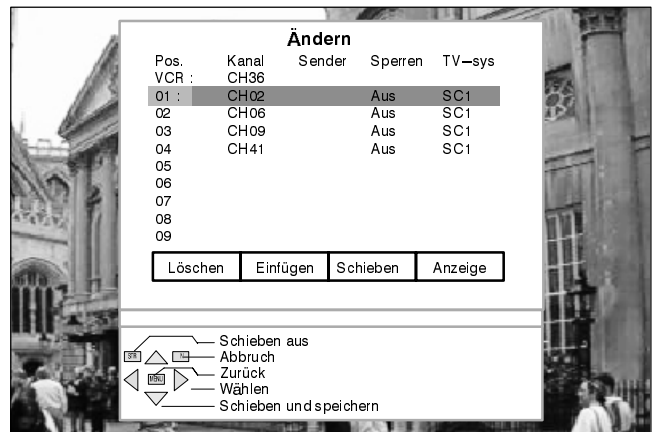 Ändern
Pos. Kanal Sender Sperren TV-sys
VCR : CH36
01 : CH02 Aus SC1
02 CH06 Aus SC1
03 CH09 Aus SC1
04 CH41 Aus SC1
05
06
07
08
09
Löschen Einfügen Schieben Anzeige
Schieben aus
STR N Abbruch
Zurück
MENU Wählen
Schieben und speichern